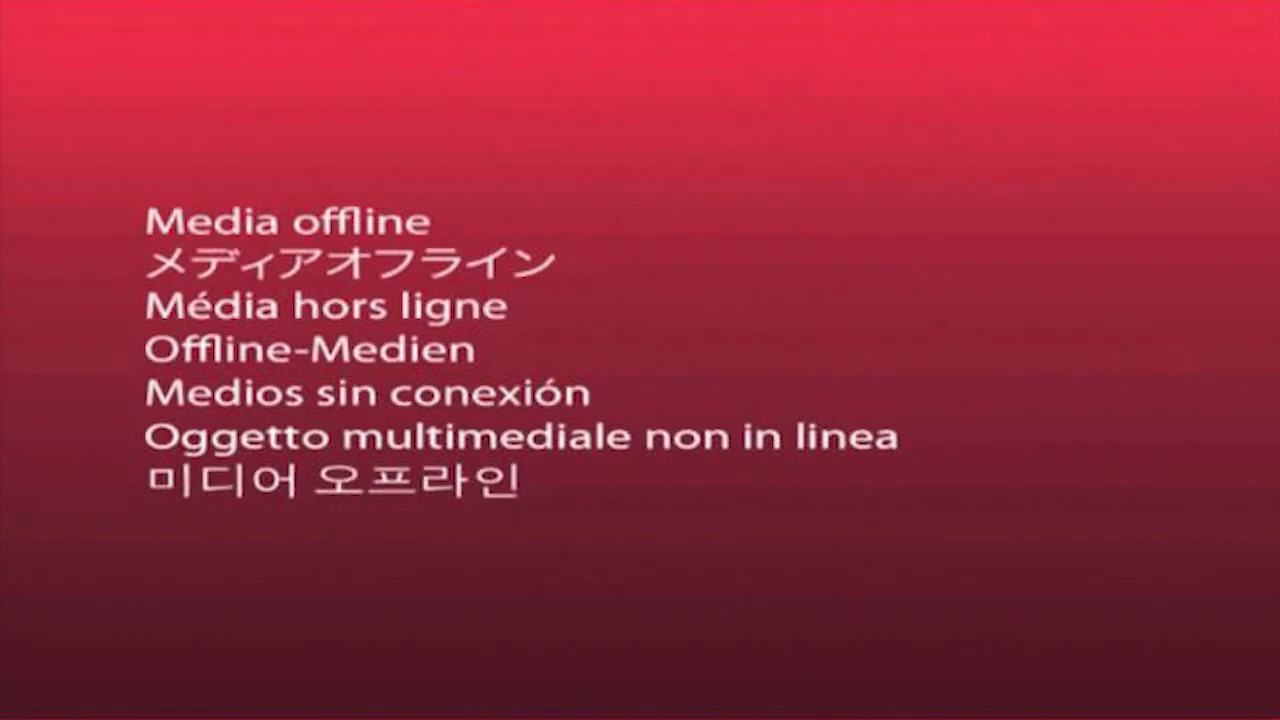 Media offline
メディアオフライン
Média hors ligne
Offline-Medien
Medios sin conexión
Oggetto multimediale non in linea
미디어 오프라인